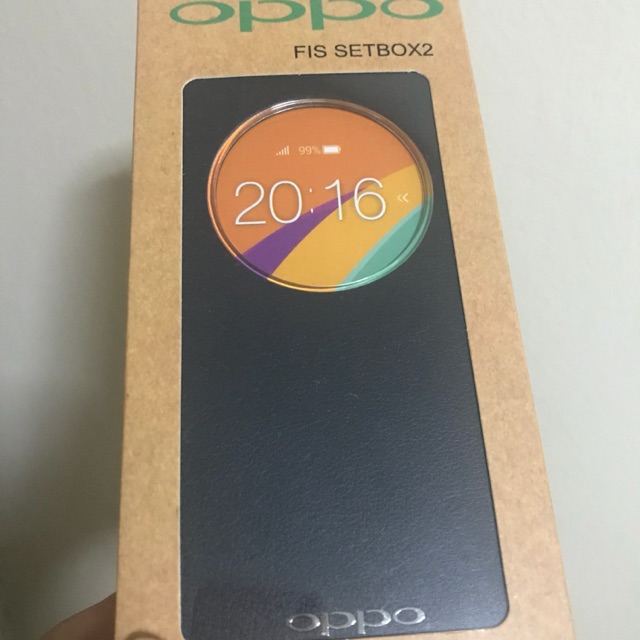 oppo
FIS SETBOX2
99%
20:16 «
oppo